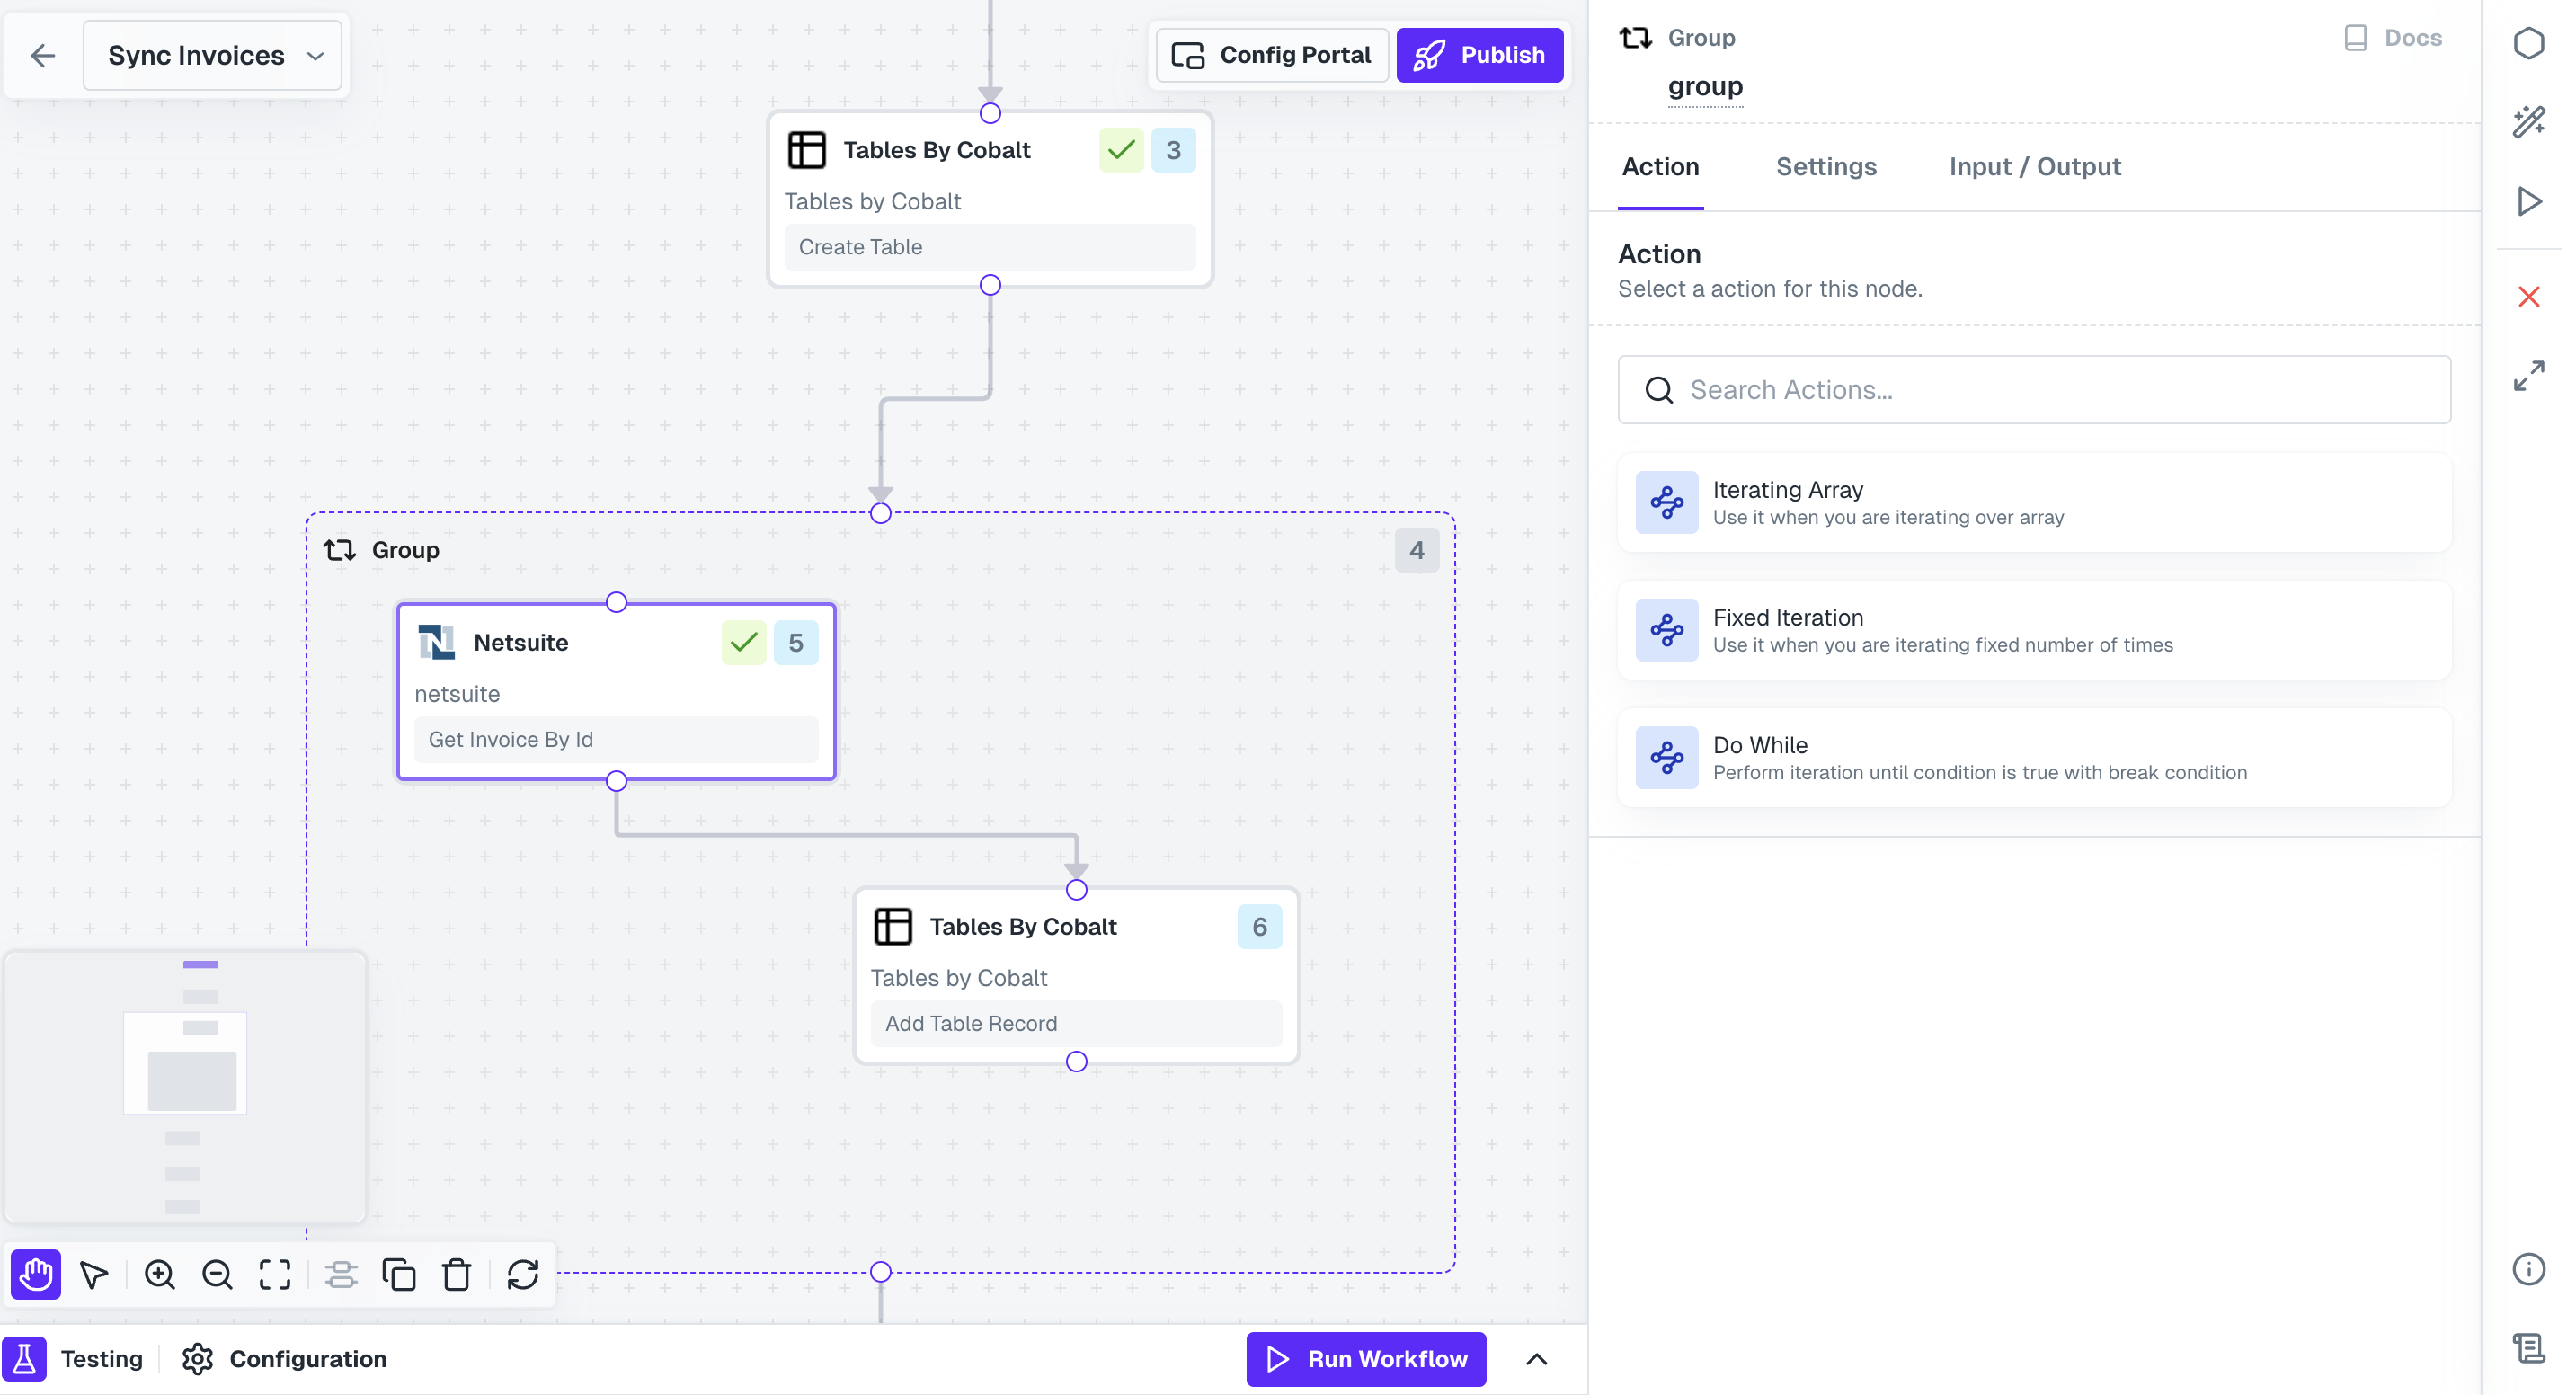 Sync Invoices
Config Portal
Publish
Tables By Cobalt
3
Tables by Cobalt
Create Table
Group
4
Netsuite
5
netsuite
Get Invoice By Id
Tables By Cobalt
6
Tables by Cobalt
Add Table Record
Testing
Configuration
Run Workflow
Group
Docs
group
Action
Settings
Input / Output
Action
Select a action for this node.
Search Actions...
Iterating Array
Use it when you are iterating over array
Fixed Iteration
Use it when you are iterating fixed number of times
Do While
Perform iteration until condition is true with break condition